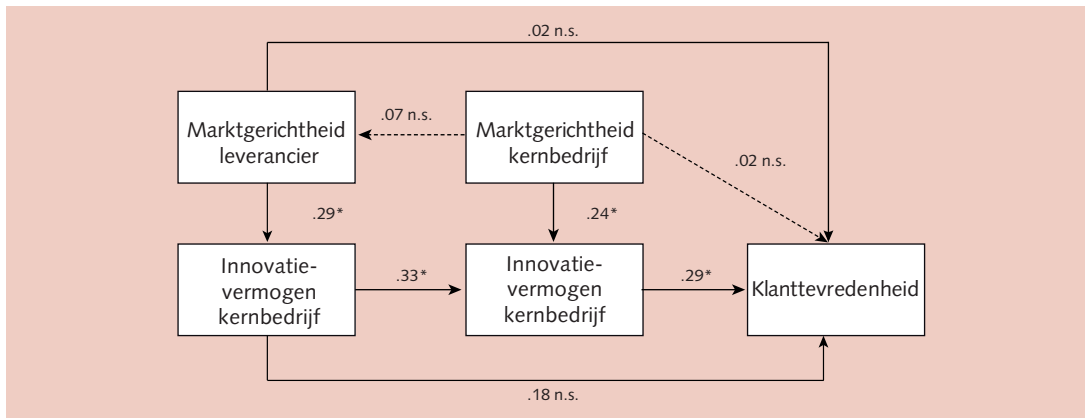 .02 n.s.
Marktgerichtheid
leverancier
.07 n.s.
Marktgerichtheid
kernbedrijf
.02 n.s.
.29*
.24*
Innovatie-
vermogen
kernbedrijf
.33*
Innovatie-
vermogen
kernbedrijf
.29*
Klanttevredenheid
.18 n.s.